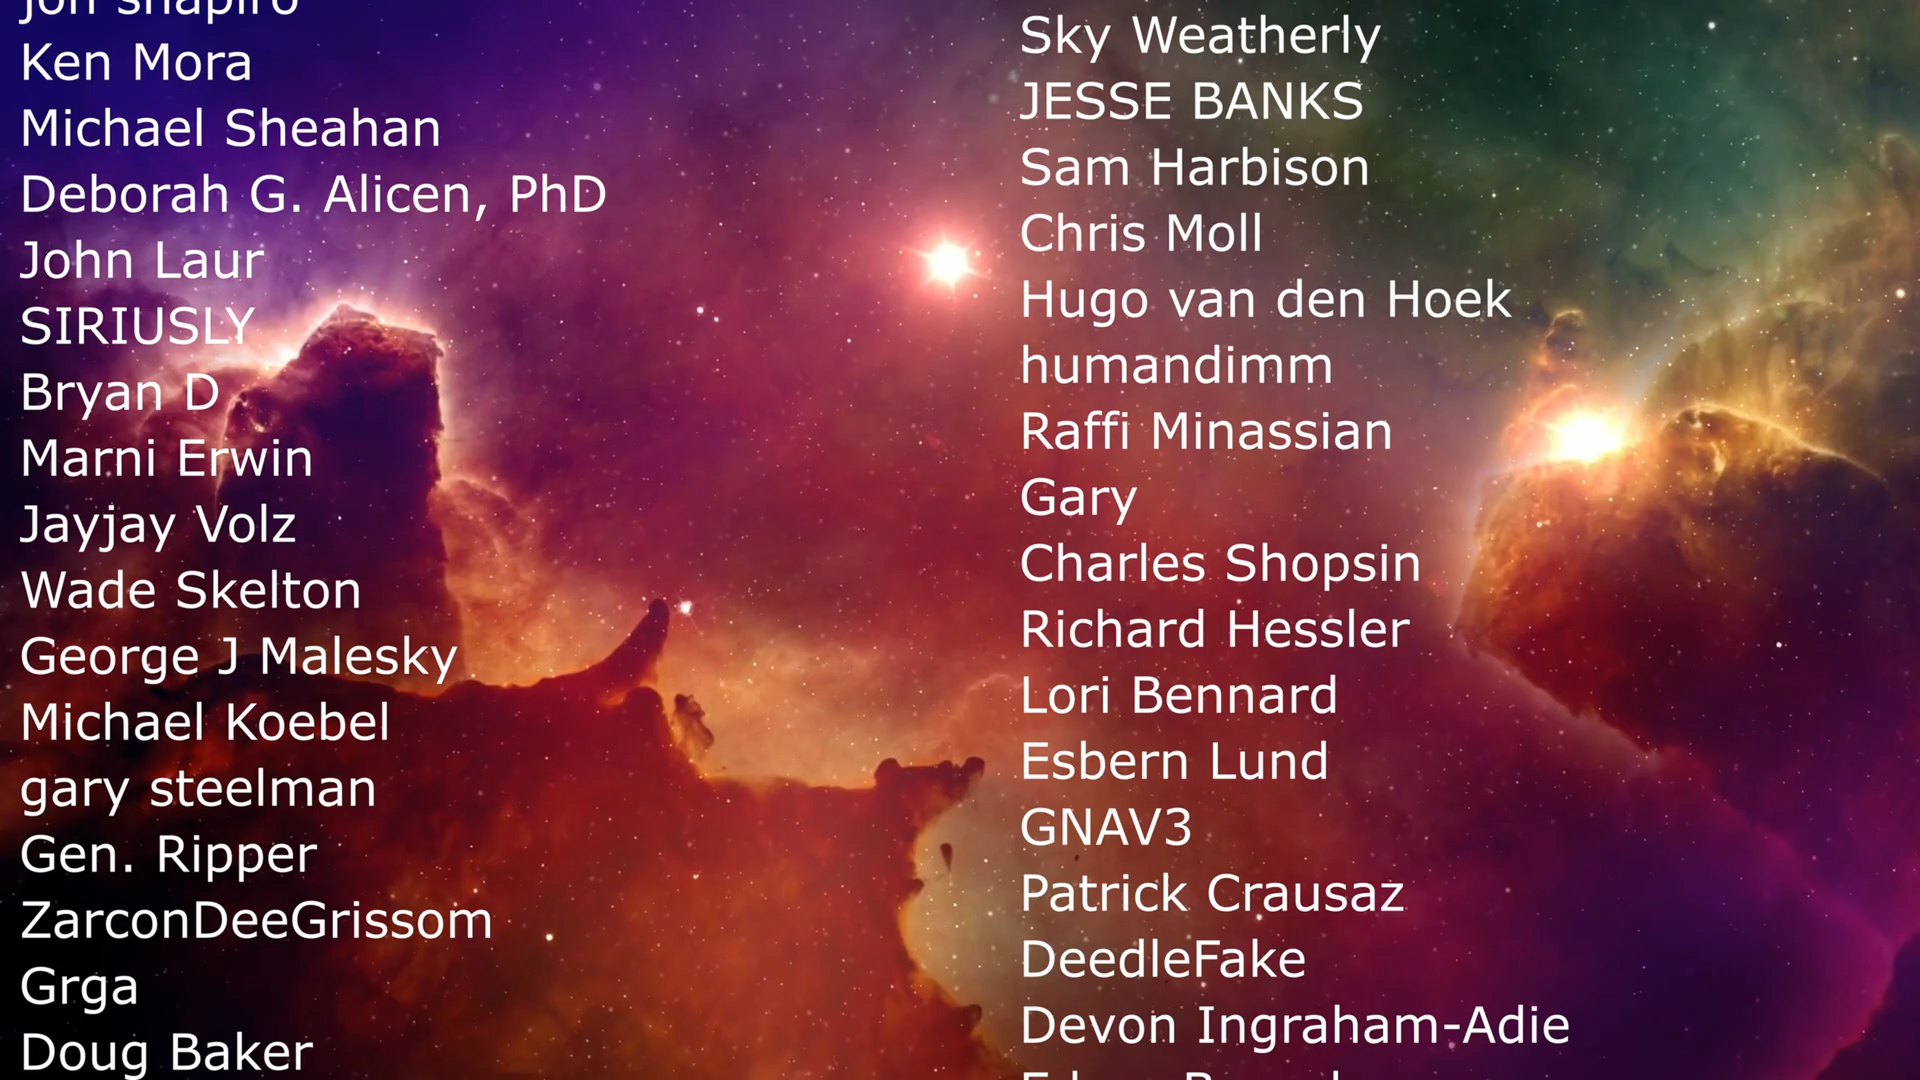 jon shapiro
Ken Mora
Michael Sheahan
Deborah G. Alicen, PhD
John Laur
SIRIUSLY
Bryan D
Marni Erwin
Jayjay Volz
Wade Skelton
George J Malesky
Michael Koebel
gary steelman
Gen. Ripper
ZarconDeeGrissom
Grga
Doug Baker
Sky Weatherly
JESSE BANKS
Sam Harbison
Chris Moll
Hugo van den Hoek
humandimm
Raffi Minassian
Gary
Charles Shopsin
Richard Hessler
Lori Bennard
Esbern Lund
GNAV3
Patrick Crausaz
DeedleFake
Devon Ingraham-Adie